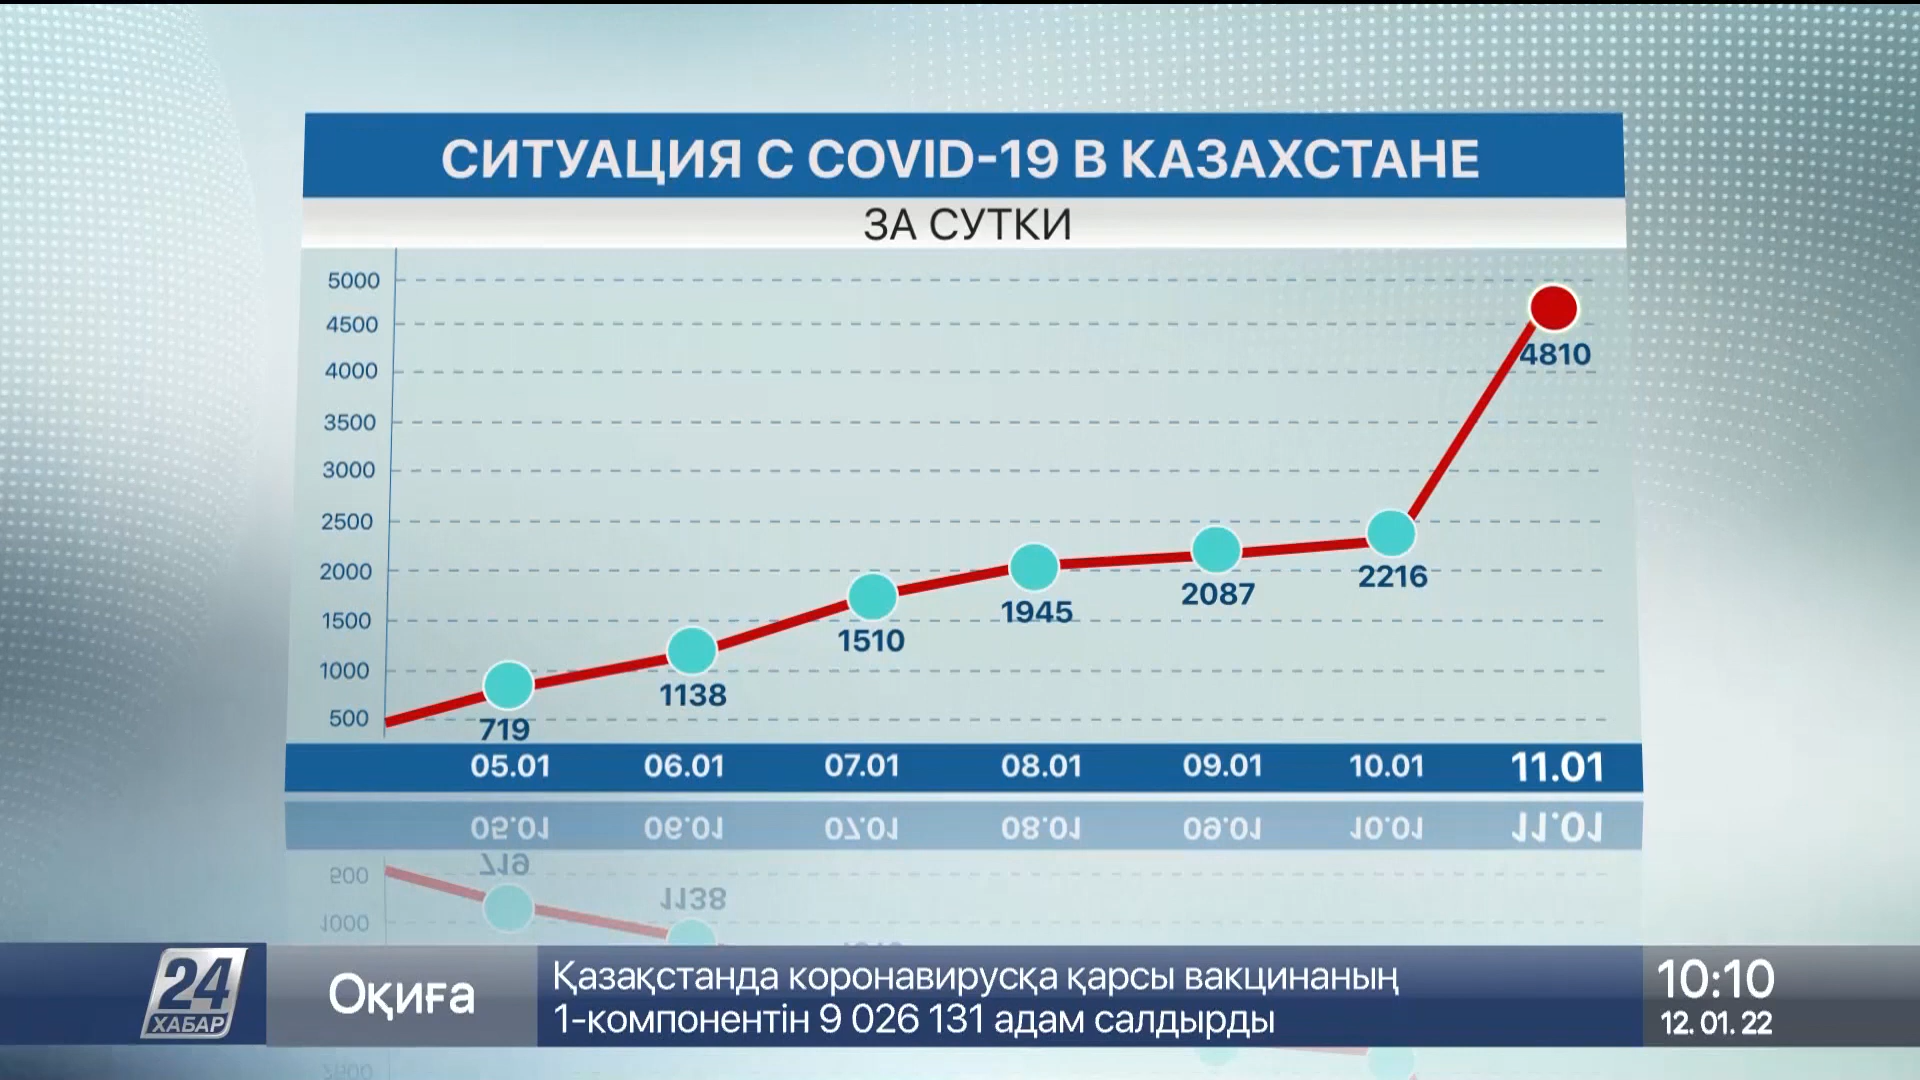 СИТУАЦИЯ С COVID-19 В КАЗАХСТАНЕ
ЗА СУТКИ
5000
4500
4000
3500
3000
2500
2000
1500
1000
500
719
1138
1510
1945
2087
2216
4810
05.01 06.01 07.01 08.01 09.01 10.01 11.01
24
ХАБАР
Оқиға
Қазақстанда коронавирусқа қарсы вакцинаның
1-компонентін 9 026 131 адам салдырды
10:10
12. 01. 22